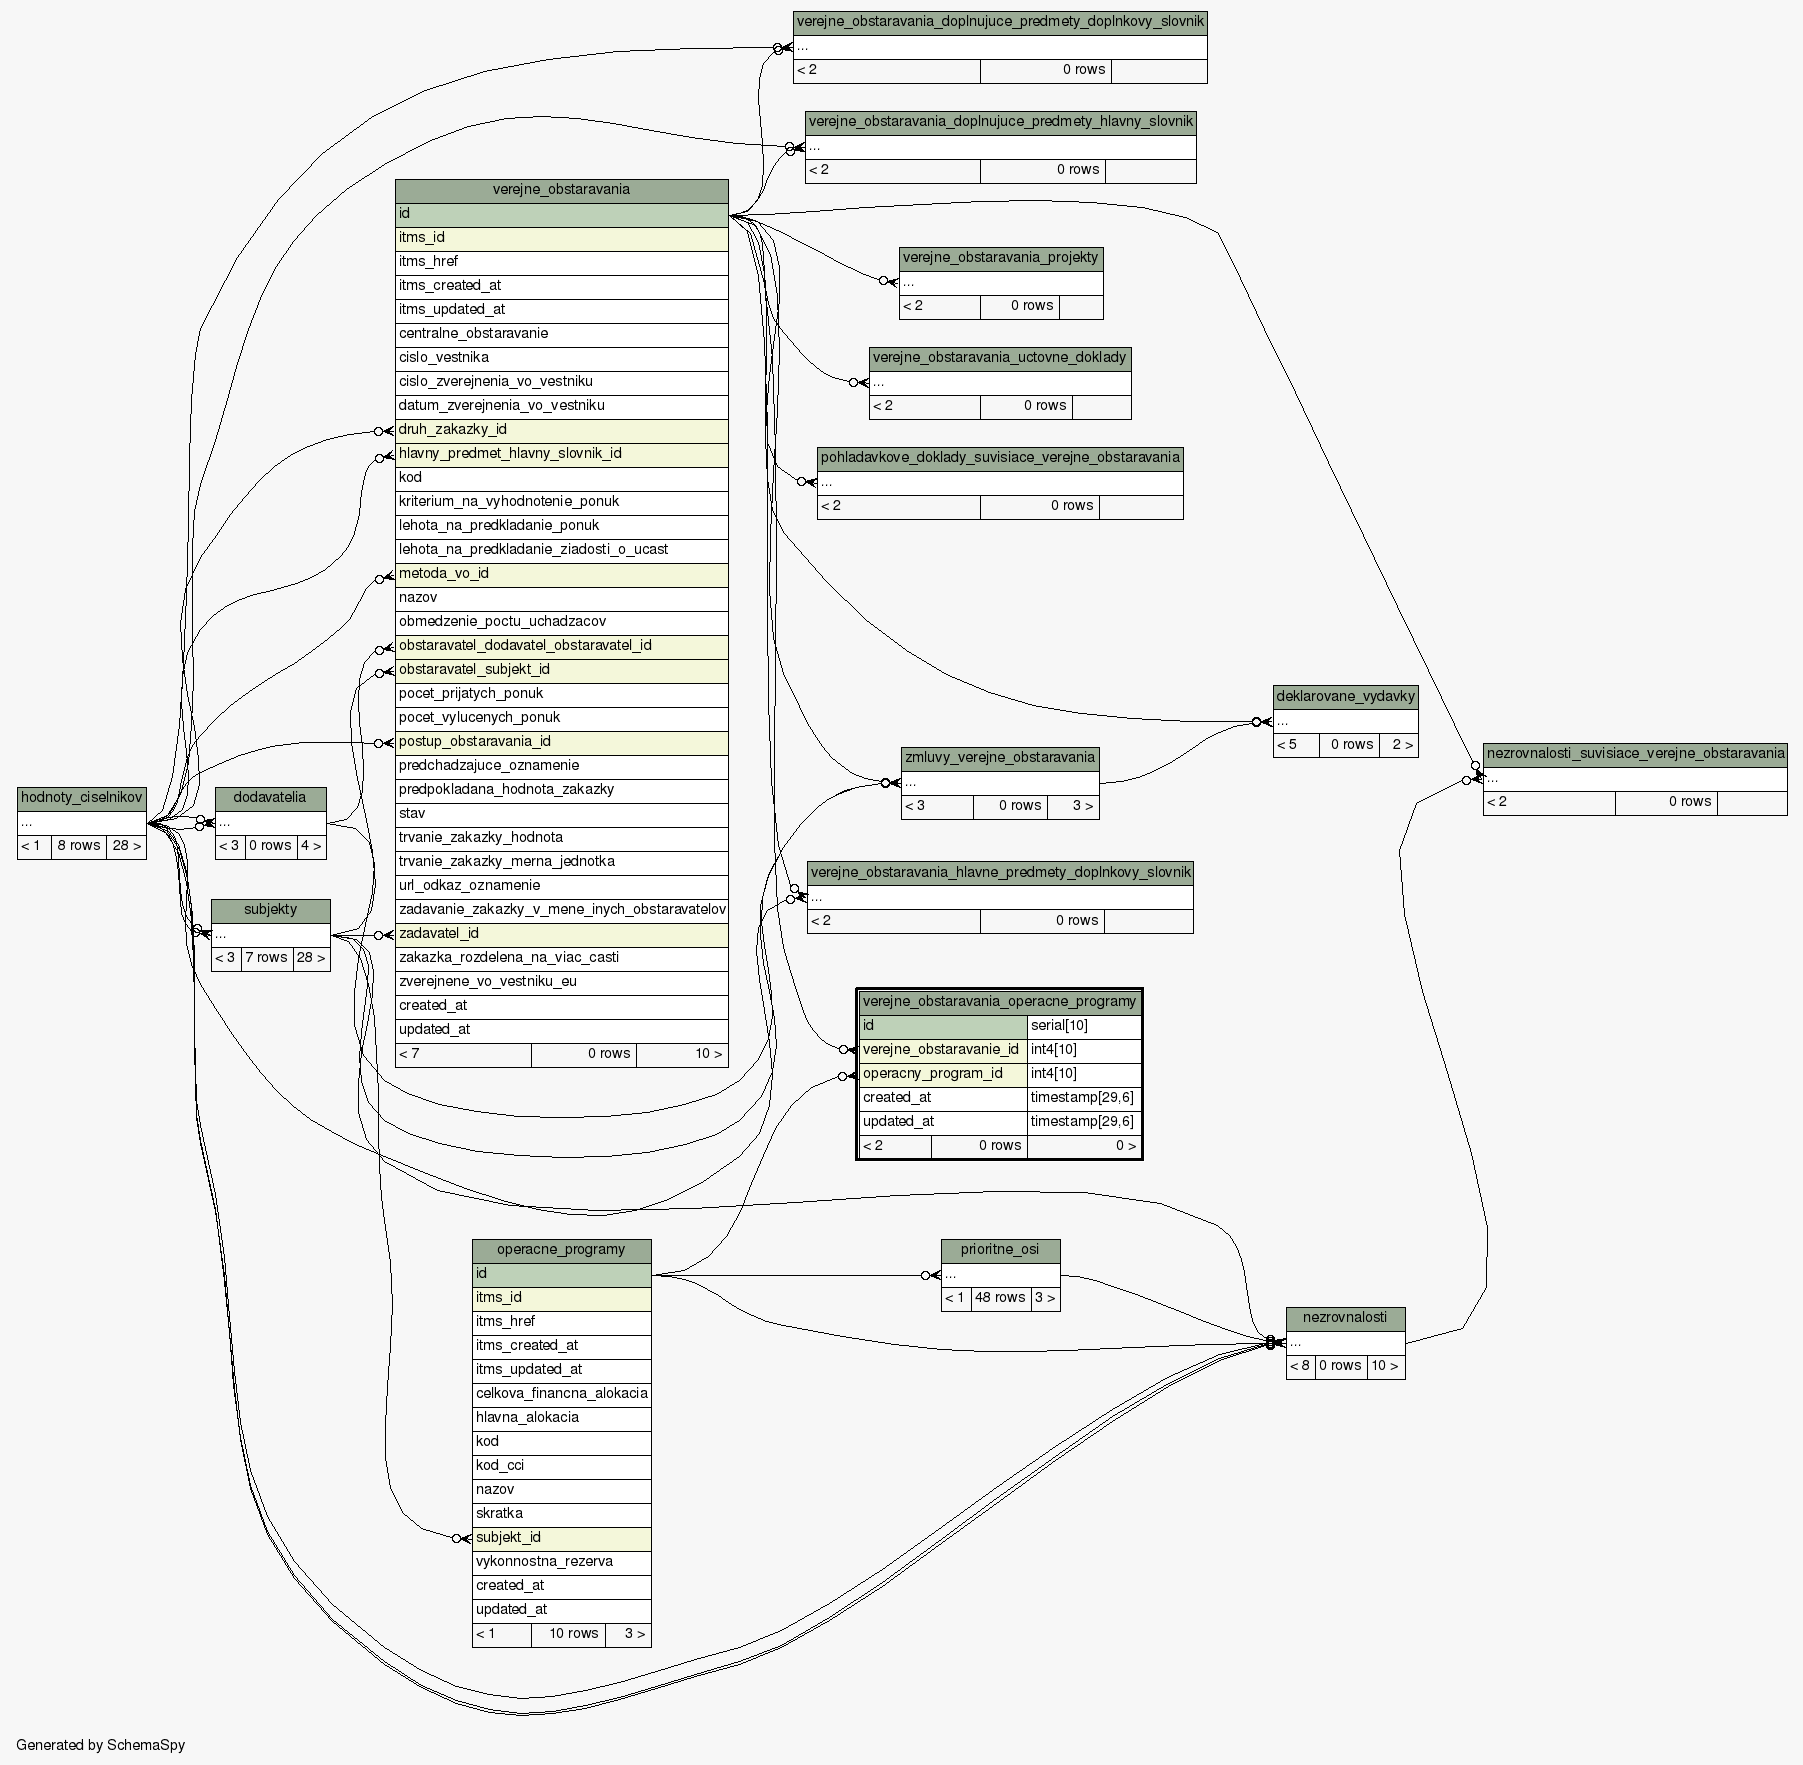 verejne_obstaravania_doplnujuce_predmety_doplnkovy_slovnik
...
< 2 0 rows
verejne_obstaravania_doplnujuce_predmety_hlavny_slovnik
...
< 2 0 rows
verejne_obstaravania
id
itms_id
itms_href
itms_created_at
itms_updated_at
centralne_obstaravanie
cislo_vestnika
cislo_zverejnenia_vo_vestniku
datum_zverejnenia_vo_vestniku
druh_zakazky_id
hlavny_predmet_hlavny_slovnik_id
kod
kriterium_na_vyhodnotenie_ponuk
lehota_na_predkladanie_ponuk
lehota_na_predkladanie_ziadosti_o_ucast
metoda_vo_id
nazov
obmedzenie_poctu_uchadzacov
obstaravatel_dodavatel_obstaravatel_id
obstaravatel_subjekt_id
pocet_prijatych_ponuk
pocet_vylucenych_ponuk
postup_obstaravania_id
predchadzajuce_oznamenie
predpokladana_hodnota_zakazky
stav
trvanie_zakazky_hodnota
trvanie_zakazky_merna_jednotka
url_odkaz_oznamenie
zadavanie_zakazky_v_mene_inych_obstaravatelov
zadavatel_id
zakazka_rozdelena_na_viac_casti
zverejnene_vo_vestniku_eu
created_at
updated_at
< 7 0 rows 10 >
verejne_obstaravania_projekty
...
< 2 0 rows
verejne_obstaravania_uctovne_doklady
...
< 2 0 rows
pohladavkove_doklady_suvisiace_verejne_obstaravania
...
< 2 0 rows
deklarovane_vydavky
...
< 5 0 rows 2 >
nezrovnalosti_suvisiace_verejne_obstaravania
...
< 2 0 rows
zmluvy_verejne_obstaravania
...
< 3 0 rows 3 >
hodnoty_ciselnikov
...
< 1 8 rows 28 >
dodavatelia
...
< 3 0 rows 4 >
subjekty
...
< 3 7 rows 28 >
verejne_obstaravania_hlavne_predmety_doplnkovy_slovnik
...
< 2 0 rows
verejne_obstaravania_operacne_programy
id serial[10]
verejne_obstaravanie_id int4[10]
operacny_program_id int4[10]
created_at timestamp[29,6]
updated_at timestamp[29,6]
< 2 0 rows 0 >
operacne_programy
id
itms_id
itms_href
itms_created_at
itms_updated_at
celkova_financna_alokacia
hlavna_alokacia
kod
kod_cci
nazov
skratka
subjekt_id
vykonnostna_rezerva
created_at
updated_at
< 1 10 rows 3 >
prioritne_osi
...
< 1 48 rows 3 >
nezrovnalosti
...
< 8 0 rows 10 >
Generated by SchemaSpy